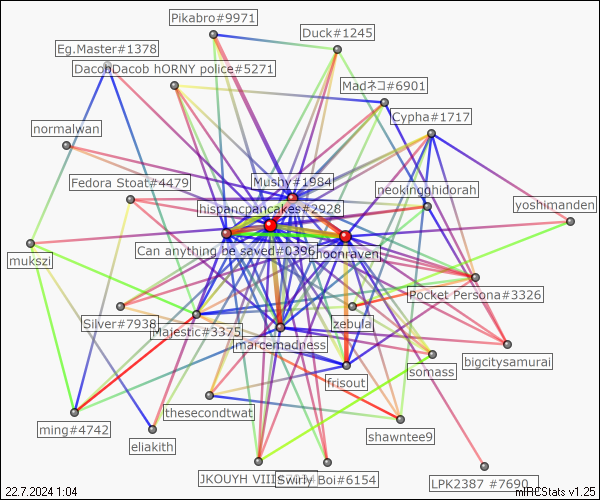 Pikabro#9971
Duck#1245
Eg.Master#1378
DacohDacob hORNY police#5271
Madネコ#6901
Cypha#1717
normalwan
Mushy#1984
Fedora Stoat#4479
neokingghidorah
hispancpancakes#2928
yoshimanden
Can anything be saved#0396
hoonraven
mukszi
Pocket Persona#3326
Silver#7938
Majestic#3375
zebula
marcemadness
bigcitysamurai
somass
frisout
thesecondtwat
ming#4742
eliakith
shawntee9
JKOUYH VIII
Swirly Boi#6154
LPK2387 #7690
22.7.2024 1:04
mIRCStats v1.25